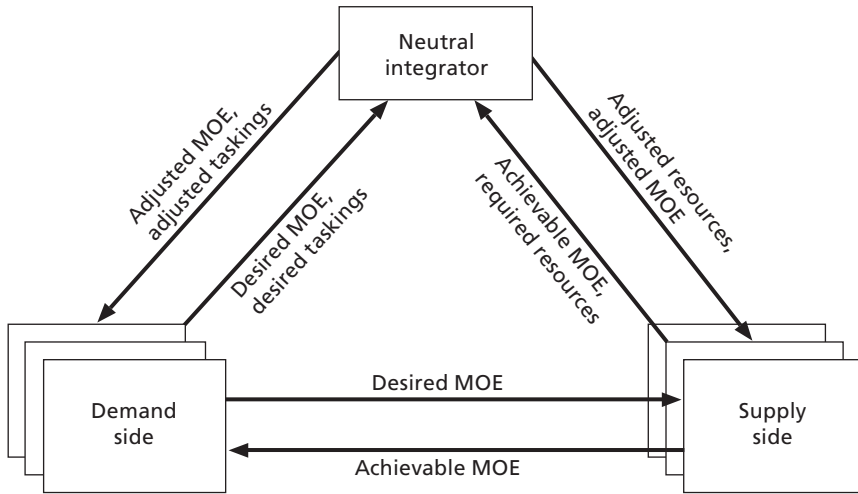 Neutral
integrator
Adjusted MOE,
adjusted taskings
Desired MOE,
desired taskings
Achievable MOE,
required resources
Adjusted resources,
adjusted MOE
Demand
side
Desired MOE
Achievable MOE
Supply
side